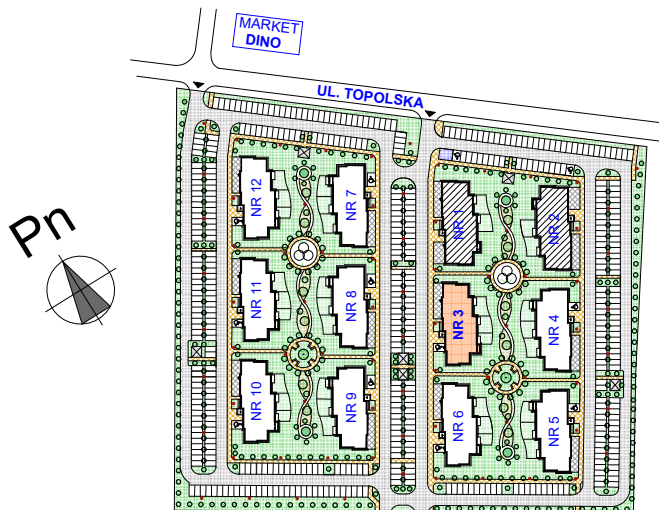 MARKET
DINO
UL. TOPOLSKA
Pn
NR 12
NR 7
NR 1
NR 2
NR 11
NR 8
NR 3
NR 4
NR 10
NR 9
NR 6
NR 5